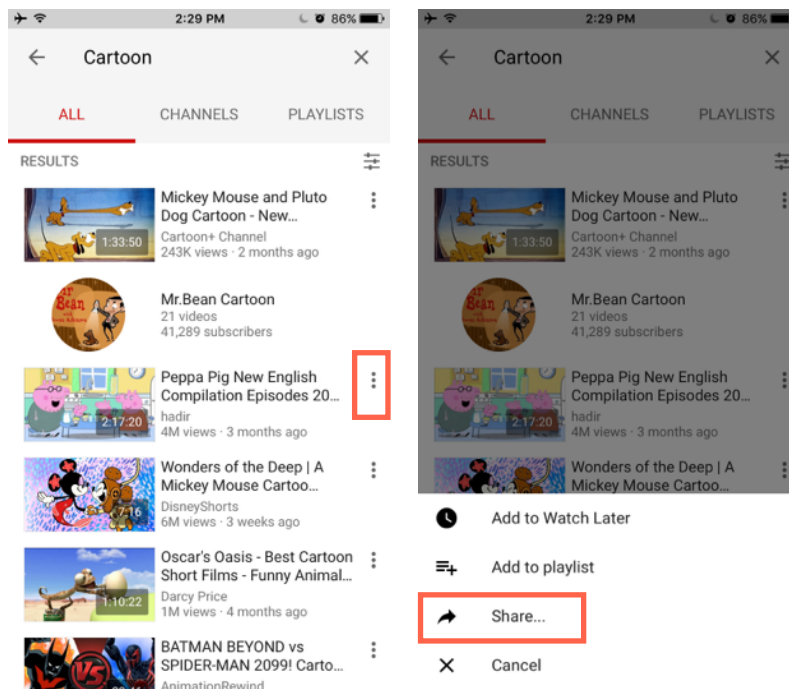 2:29 PM
86%
Cartoon
ALL CHANNELS PLAYLISTS
RESULTS
Mickey Mouse and Pluto
Dog Cartoon - New...
1:33:50
Cartoon+ Channel
243K views · 2 months ago
Mr.Bean Cartoon
21 videos
41,289 subscribers
Bean
Peppa Pig New English
Compilation Episodes 20...
2:17:20
hadir
4M views · 3 months ago
Wonders of the Deep | A
Mickey Mouse Cartoo...
7:16
DisneyShorts
6M views · 3 weeks ago
Oscar's Oasis - Best Cartoon
Short Films - Funny Animal...
1:10:22
Darcy Price
1M views · 4 months ago
BATMAN BEYOND vs
SPIDER-MAN 2099! Carto...
VS
AnimationRewind
2:29 PM
86%
Cartoon
ALL CHANNELS PLAYLISTS
RESULTS
Mickey Mouse and Pluto
Dog Cartoon - New...
1:33:50
Cartoon+ Channel
243K views · 2 months ago
Mr.Bean Cartoon
21 videos
41,289 subscribers
Bean
Peppa Pig New English
Compilation Episodes 20...
2:17:20
hadir
4M views · 3 months ago
Wonders of the Deep | A
Mickey Mouse Cartoo...
Add to Watch Later
Add to playlist
Share...
Cancel